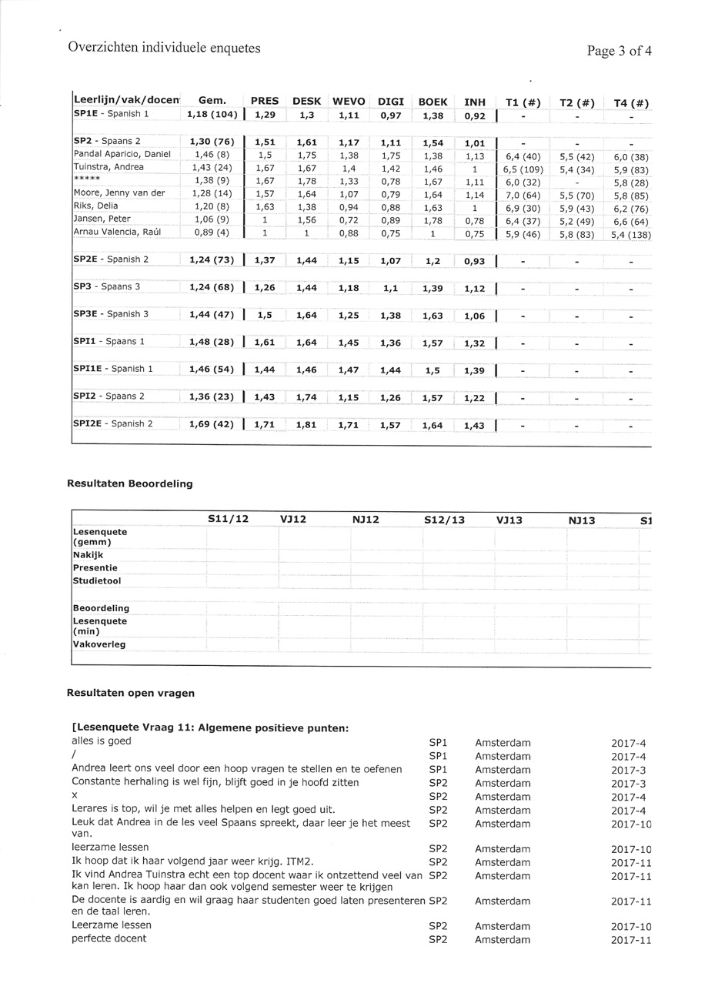 Overzichten individuele enquetes Page 3 of 4
Leerlijn/vak/docen Gem. PRES DESK WEVO DIGI BOEK INH T1 (#) T2 (#) T4 (#)
SP1E - Spanish 1 1,18 (104) 1,29 1,3 1,11 0,97 1,38 0,92 - - -
SP2 - Spaans 2 1,30 (76) 1,51 1,61 1,17 1,11 1,54 1,01 - - -
Pandal Aparicio, Daniel 1,46 (8) 1,5 1,75 1,38 1,75 1,38 1,13 6,4 (40) 5,5 (42) 6,0 (38)
Tuinstra, Andrea 1,43 (24) 1,67 1,67 1,4 1,42 1,46 1 6,5 (109) 5,4 (34) 5,9 (83)
***** 1,38 (9) 1,67 1,78 1,33 0,78 1,67 1,11 6,0 (32) - 5,8 (28)
Moore, Jenny van der 1,28 (14) 1,57 1,64 1,07 0,79 1,64 1,14 7,0 (64) 5,5 (70) 5,8 (85)
Riks, Delia 1,20 (8) 1,63 1,38 0,94 0,88 1,63 1 6,9 (30) 5,9 (43) 6,2 (76)
Jansen, Peter 1,06 (9) 1 1,56 0,72 0,89 1,78 0,78 6,4 (37) 5,2 (49) 6,6 (64)
Arnau Valencia, Raúl 0,89 (4) 1 1 0,88 0,75 1 0,75 5,9 (46) 5,8 (83) 5,4 (138)
SP2E - Spanish 2 1,24 (73) 1,37 1,44 1,15 1,07 1,2 0,93 - - -
SP3 - Spaans 3 1,24 (68) 1,26 1,44 1,18 1,1 1,39 1,12 - - -
SP3E - Spanish 3 1,44 (47) 1,5 1,64 1,25 1,38 1,63 1,06 - - -
SPI1 - Spaans 1 1,48 (28) 1,61 1,64 1,45 1,36 1,57 1,32 - - -
SPI1E - Spanish 1 1,46 (54) 1,44 1,46 1,47 1,44 1,5 1,39 - - -
SPI2 - Spaans 2 1,36 (23) 1,43 1,74 1,15 1,26 1,57 1,22 - - -
SPI2E - Spanish 2 1,69 (42) 1,71 1,81 1,71 1,57 1,64 1,43 - - -
Resultaten Beoordeling
S11/12 VJ12 NJ12 S12/13 VJ13 NJ13 S1
Lesenquete
(gemm)
Nakijk
Presentie
Studietool
Beoordeling
Lesenquete
(min)
Vakoverleg
Resultaten open vragen
[Lesenquete Vraag 11: Algemene positieve punten:
alles is goed SP1 Amsterdam 2017-4
/ SP1 Amsterdam 2017-4
Andrea leert ons veel door een hoop vragen te stellen en te oefenen SP1 Amsterdam 2017-3
Constante herhaling is wel fijn, blijft goed in je hoofd zitten SP2 Amsterdam 2017-3
x SP2 Amsterdam 2017-4
Lerares is top, wil je met alles helpen en legt goed uit. SP2 Amsterdam 2017-4
Leuk dat Andrea in de les veel Spaans spreekt, daar leer je het meest SP2 Amsterdam 2017-10
van.
leerzame lessen SP2 Amsterdam 2017-10
Ik hoop dat ik haar volgend jaar weer krijg. ITM2. SP2 Amsterdam 2017-11
Ik vind Andrea Tuinstra echt een top docent waar ik ontzettend veel van SP2 Amsterdam 2017-11
kan leren. Ik hoop haar dan ook volgend semester weer te krijgen
De docente is aardig en wil graag haar studenten goed laten presenteren SP2 Amsterdam 2017-11
en de taal leren.
Leerzame lessen SP2 Amsterdam 2017-10
perfecte docent SP2 Amsterdam 2017-11